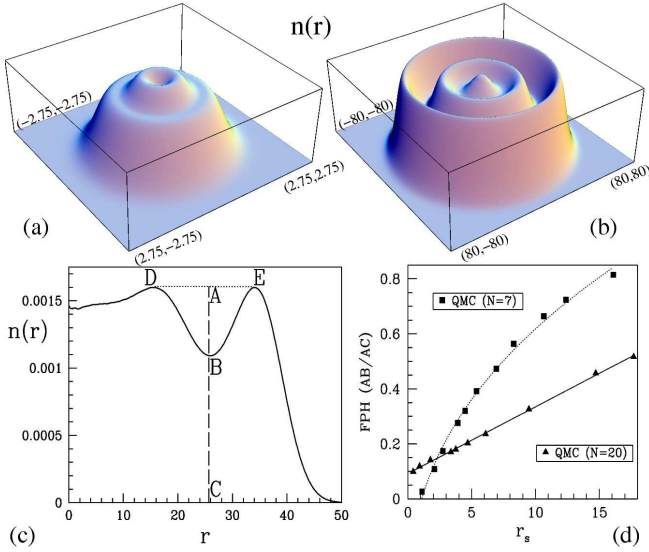 n(r)
(−2.75,−2.75)
(2.75,2.75)
(2.75,−2.75)
(a)
(−80,−80)
(80,80)
(80,−80)
(b)
D
E
A
B
C
n(r)
0.0015
0.001
0.0005
0
0 10 20 30 40 50
r
(c)
FPH (AB/AC)
0.8
0.6
0.4
0.2
0
QMC (N=7)
QMC (N=20)
0 5 10 15
r_s
(d)